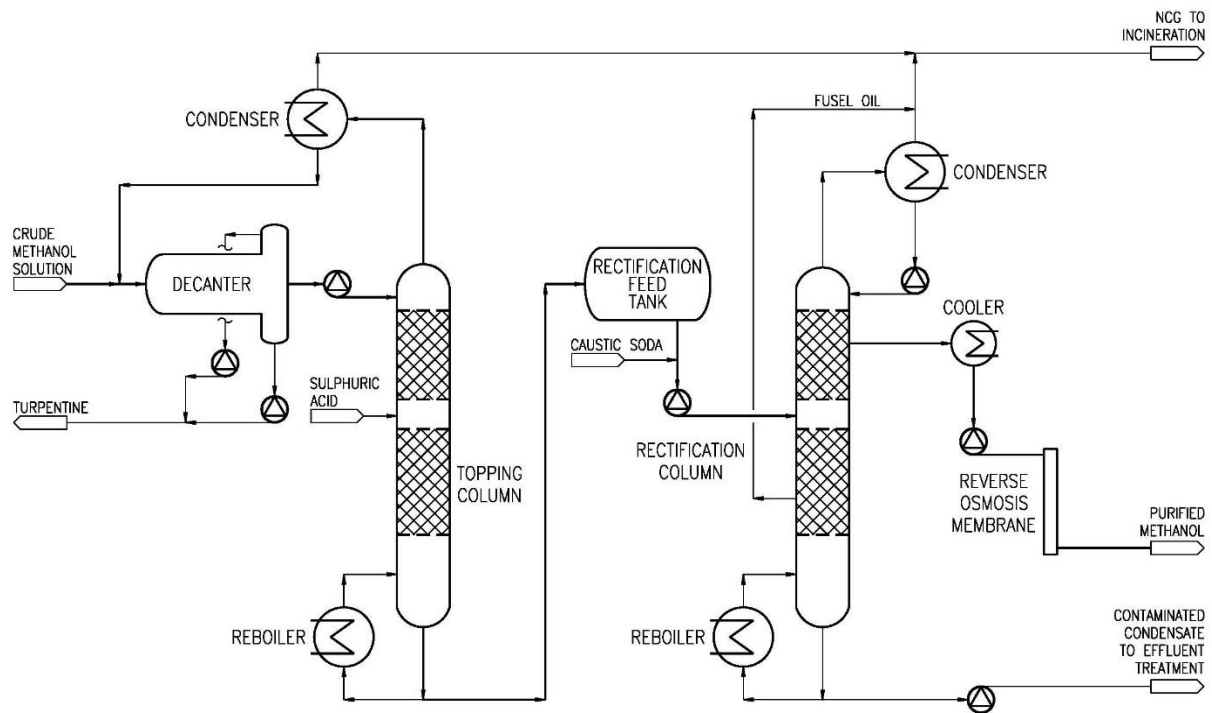 NCG TO
INCINERATION
FUSEL OIL
CONDENSER
CONDENSER
CRUDE
METHANOL
SOLUTION
DECANTER
RECTIFICATION
FEED
TANK
COOLER
CAUSTIC SODA
SULPHURIC
ACID
TURPENTINE
TOPPING
COLUMN
RECTIFICATION
COLUMN
REVERSE
OSMOSIS
MEMBRANE
PURIFIED
METHANOL
REBOILER
REBOILER
CONTAMINATED
CONDENSATE
TO EFFLUENT
TREATMENT